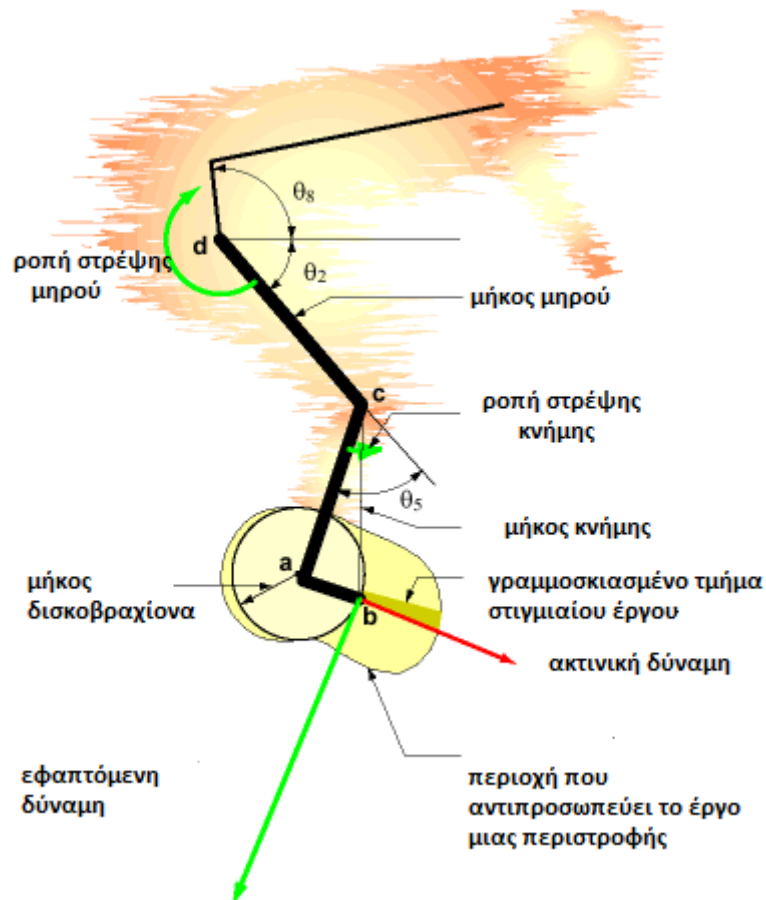 θ8
d
θ2
ροπή στρέψης
μηρού
μήκος μηρού
c
ροπή στρέψης
κνήμης
θ5
μήκος κνήμης
a
μήκος
δισκοβραχίονα
γραμμοσκιασμένο τμήμα
στιγμιαίου έργου
b
ακτινική δύναμη
εφαπτόμενη
δύναμη
περιοχή που
αντιπροσωπεύει το έργο
μιας περιστροφής